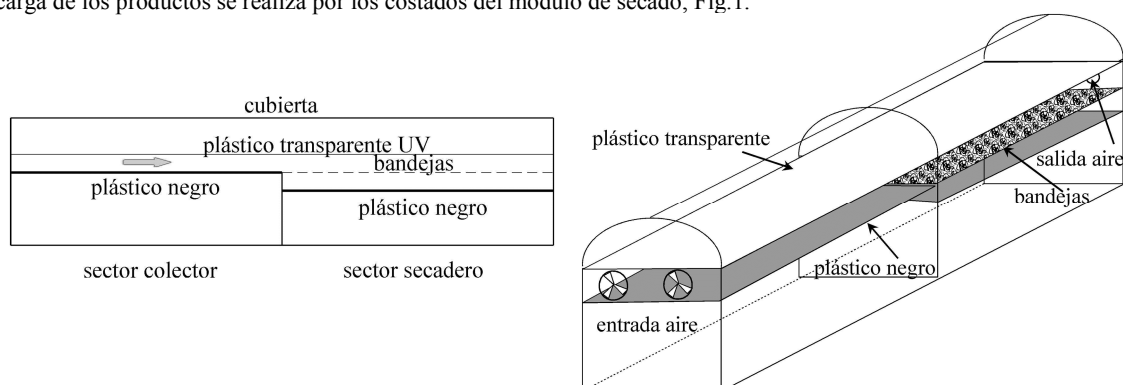 carga de los productos se realiza por los costados del módulo de secado, Fig.1.
cubierta
plástico transparente UV
bandejas
plástico negro
plástico negro
sector colector
sector secadero
plástico transparente
salida aire
bandejas
plástico negro
entrada aire